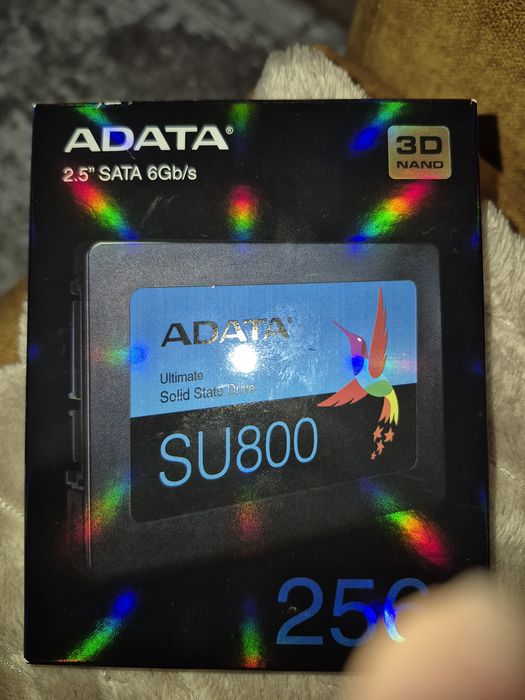 ADATA®
2.5" SATA 6Gb/s
3D
NAND
ADATA®
Ultimate
Solid State Drive
SU800